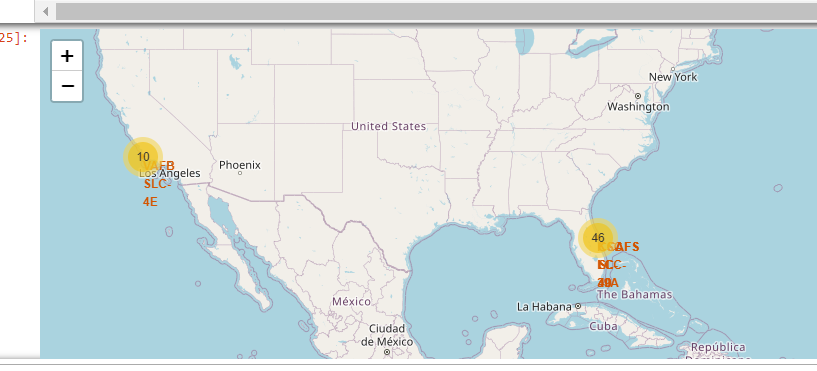 25]:
+
−
New York
Washington
United States
10
Phoenix
Los Angeles
SLC-
4E
46
The Bahamas
La Habana
México
Cuba
Ciudad
de México
República